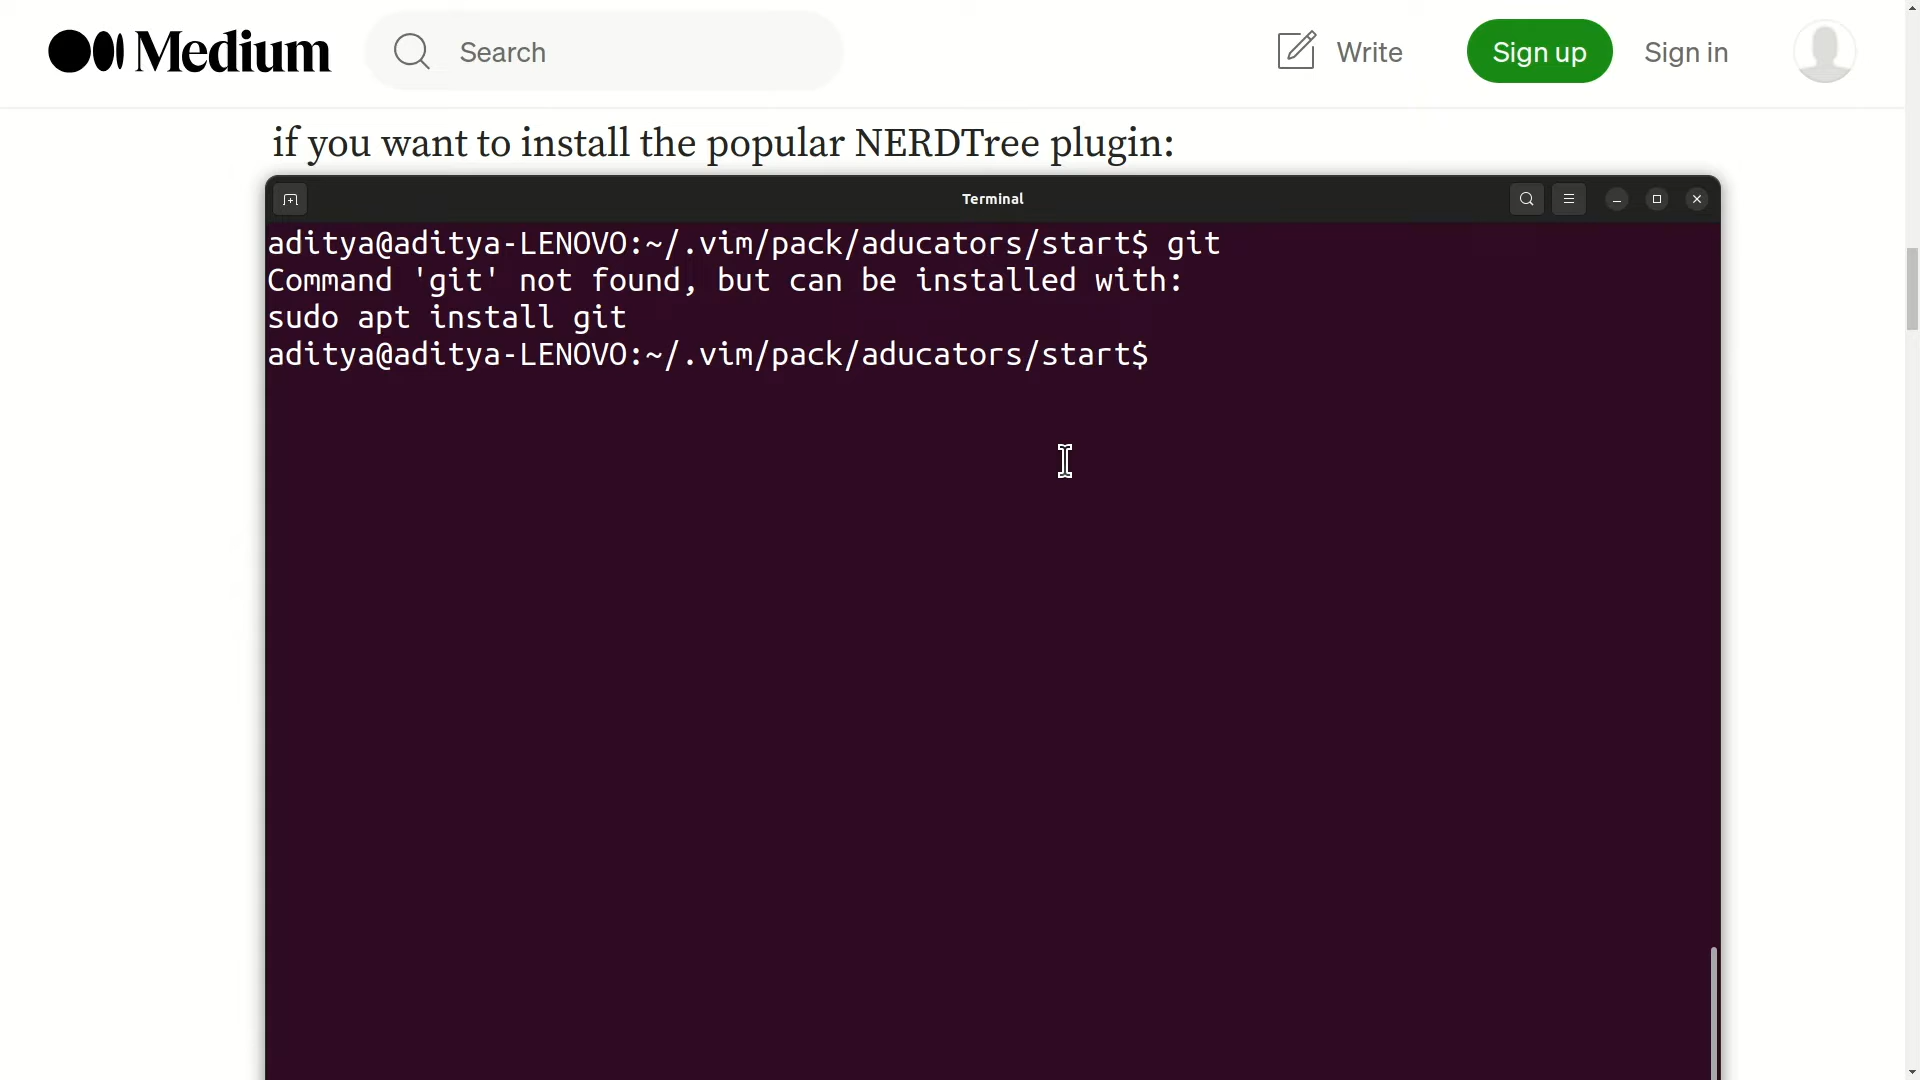 Medium
Search
Write
Sign up
Sign in
if you want to install the popular NERDTree plugin:
Terminal
aditya@aditya-LENOVO:~/.vim/pack/aducators/start$ git
Command 'git' not found, but can be installed with:
sudo apt install git
aditya@aditya-LENOVO:~/.vim/pack/aducators/start$